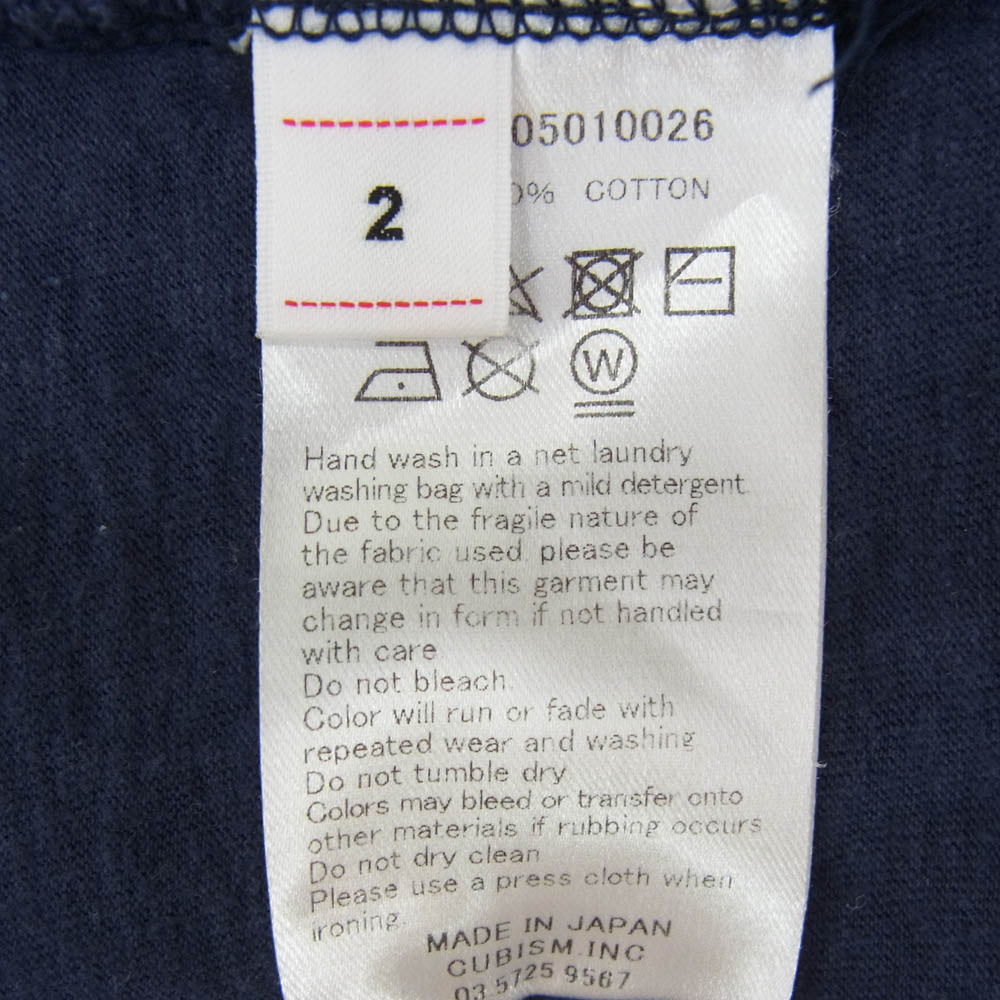 2
05010026
0% COTTON
W
Hand wash in a net laundry
washing bag with a mild detergent
Due to the fragile nature of
the fabric used please be
aware that this garment may
change in form if not handled
with care
Do not bleach.
Color will run or fade with
repeated wear and washing
Do not tumble dry
Colors may bleed or transfer onto
other materials if rubbing occurs
Do not dry clean
Please use a press cloth when
ironing.
MADE IN JAPAN
CUBISM.INC
03 5725 9567